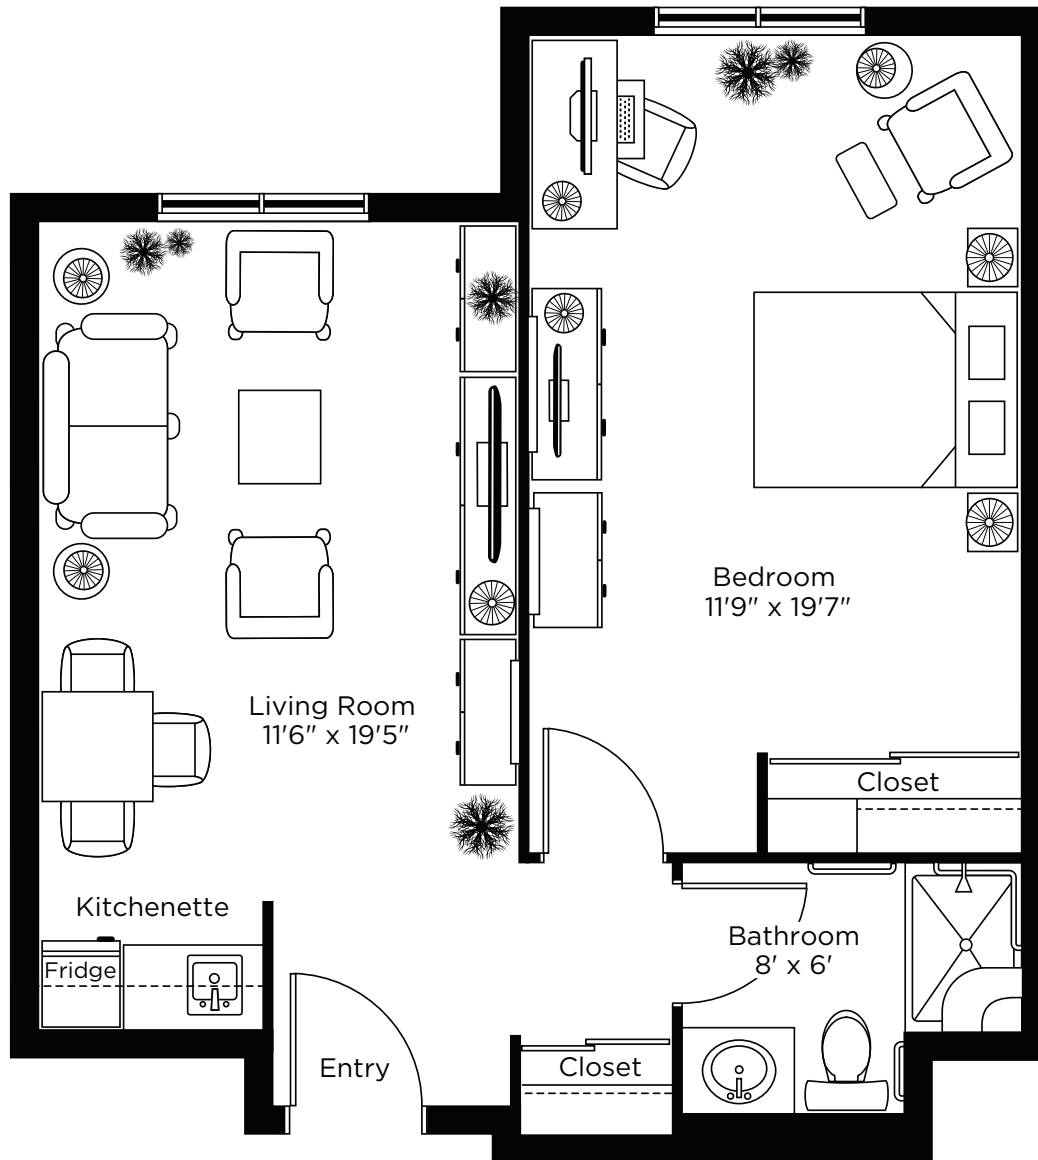 Bedroom
11'9" x 19'7"
Living Room
11'6" x 19'5"
Closet
Kitchenette
Fridge
Bathroom
8' x 6'
Entry
Closet